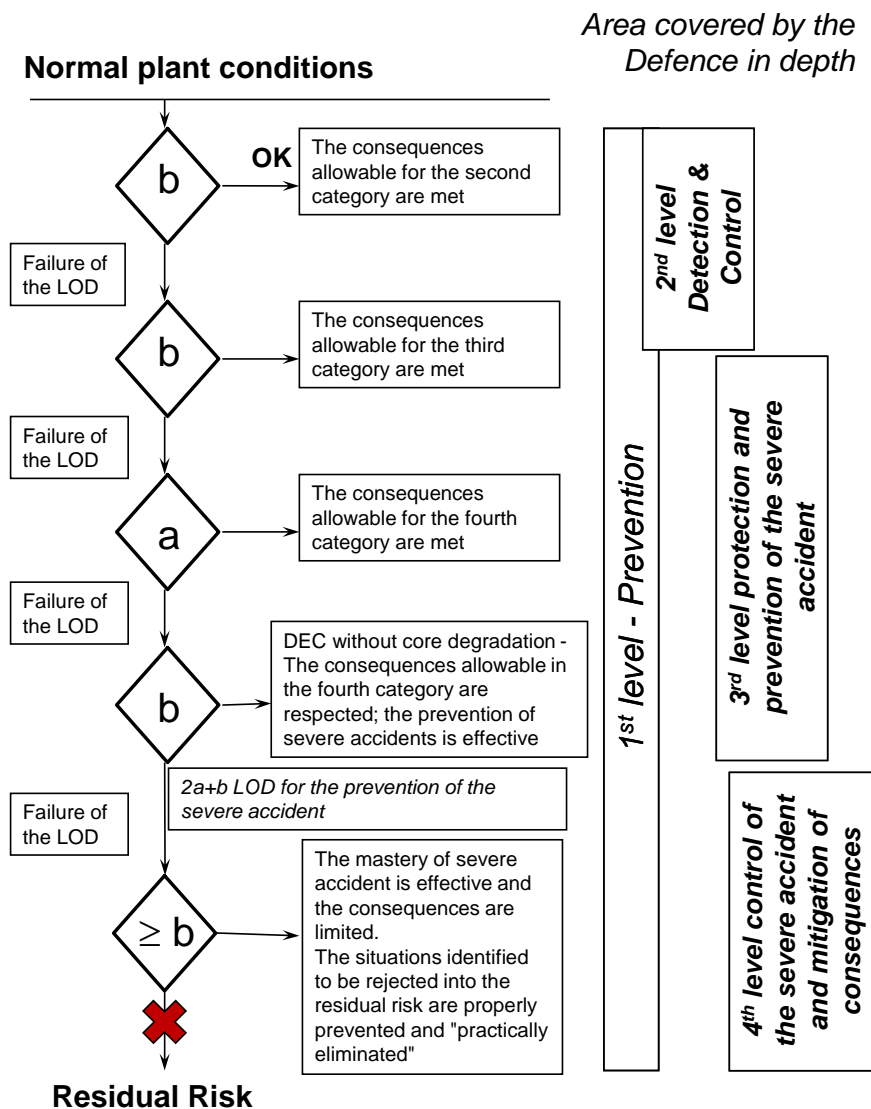 Area covered by the
Defence in depth
Normal plant conditions
b
OK
The consequences
allowable for the second
category are met
Failure of
the LOD
b
The consequences
allowable for the third
category are met
Failure of
the LOD
a
The consequences
allowable for the fourth
category are met
Failure of
the LOD
b
DEC without core degradation -
The consequences allowable in
the fourth category are
respected; the prevention of
severe accidents is effective
2a+b LOD for the prevention of the
severe accident
Failure of
the LOD
≥ b
The mastery of severe
accident is effective and
the consequences are
limited.
The situations identified
to be rejected into the
residual risk are properly
prevented and "practically
eliminated"
Residual Risk
1st level - Prevention
2nd level
Detection &
Control
3rd level protection and
prevention of the severe
accident
4th level control of
the severe accident
and mitigation of
consequences